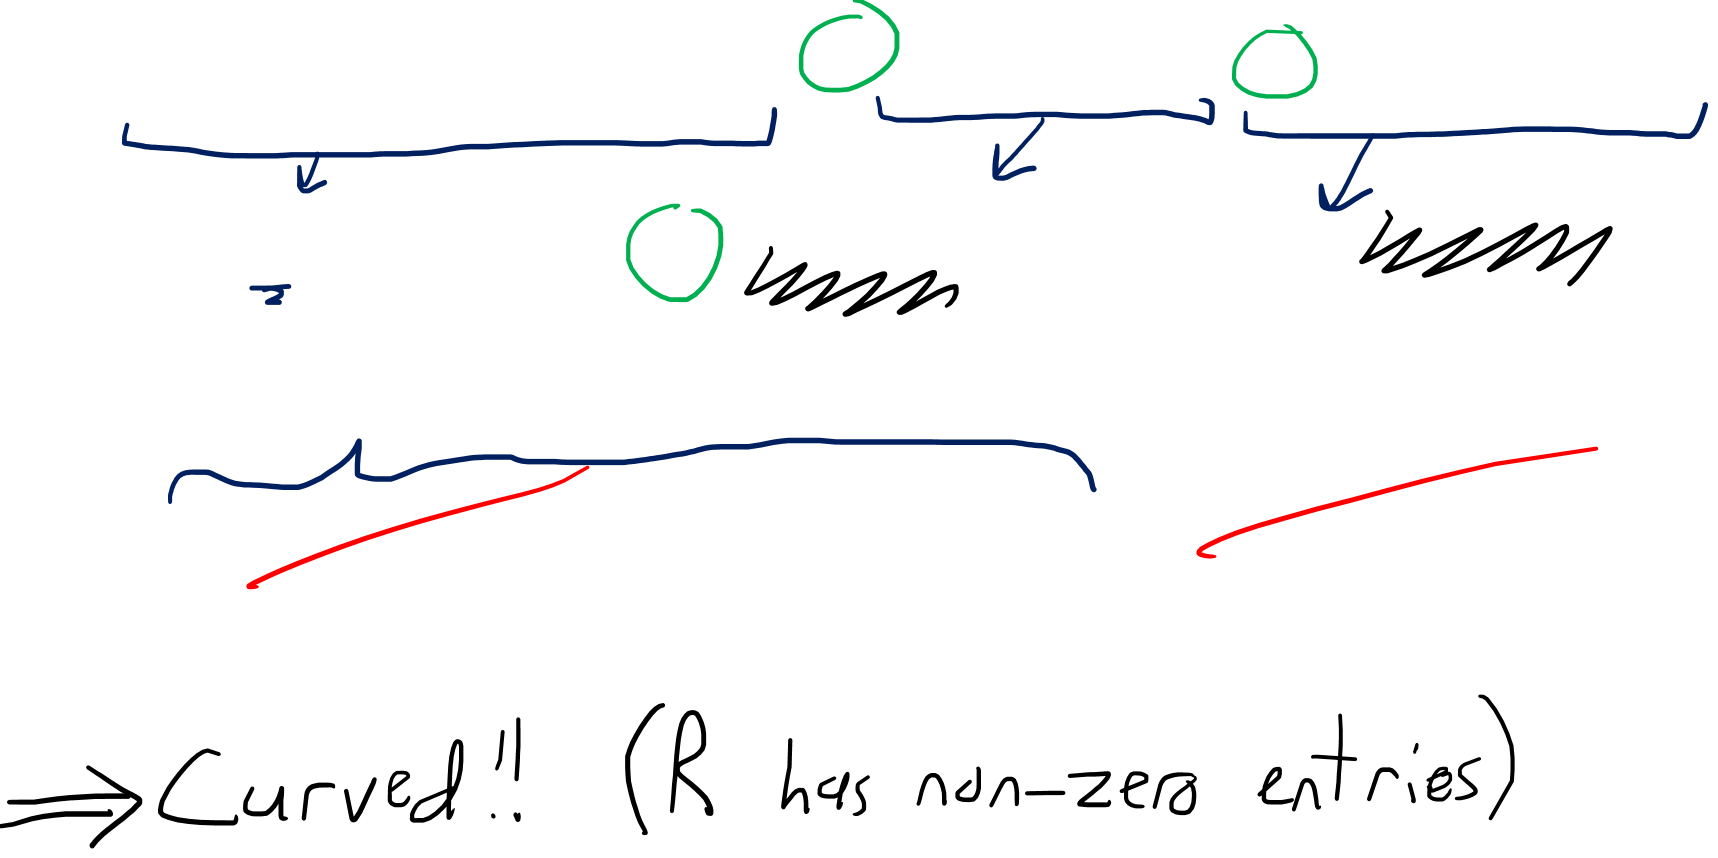 ⇒ Curved!! (R has non-zero entries)